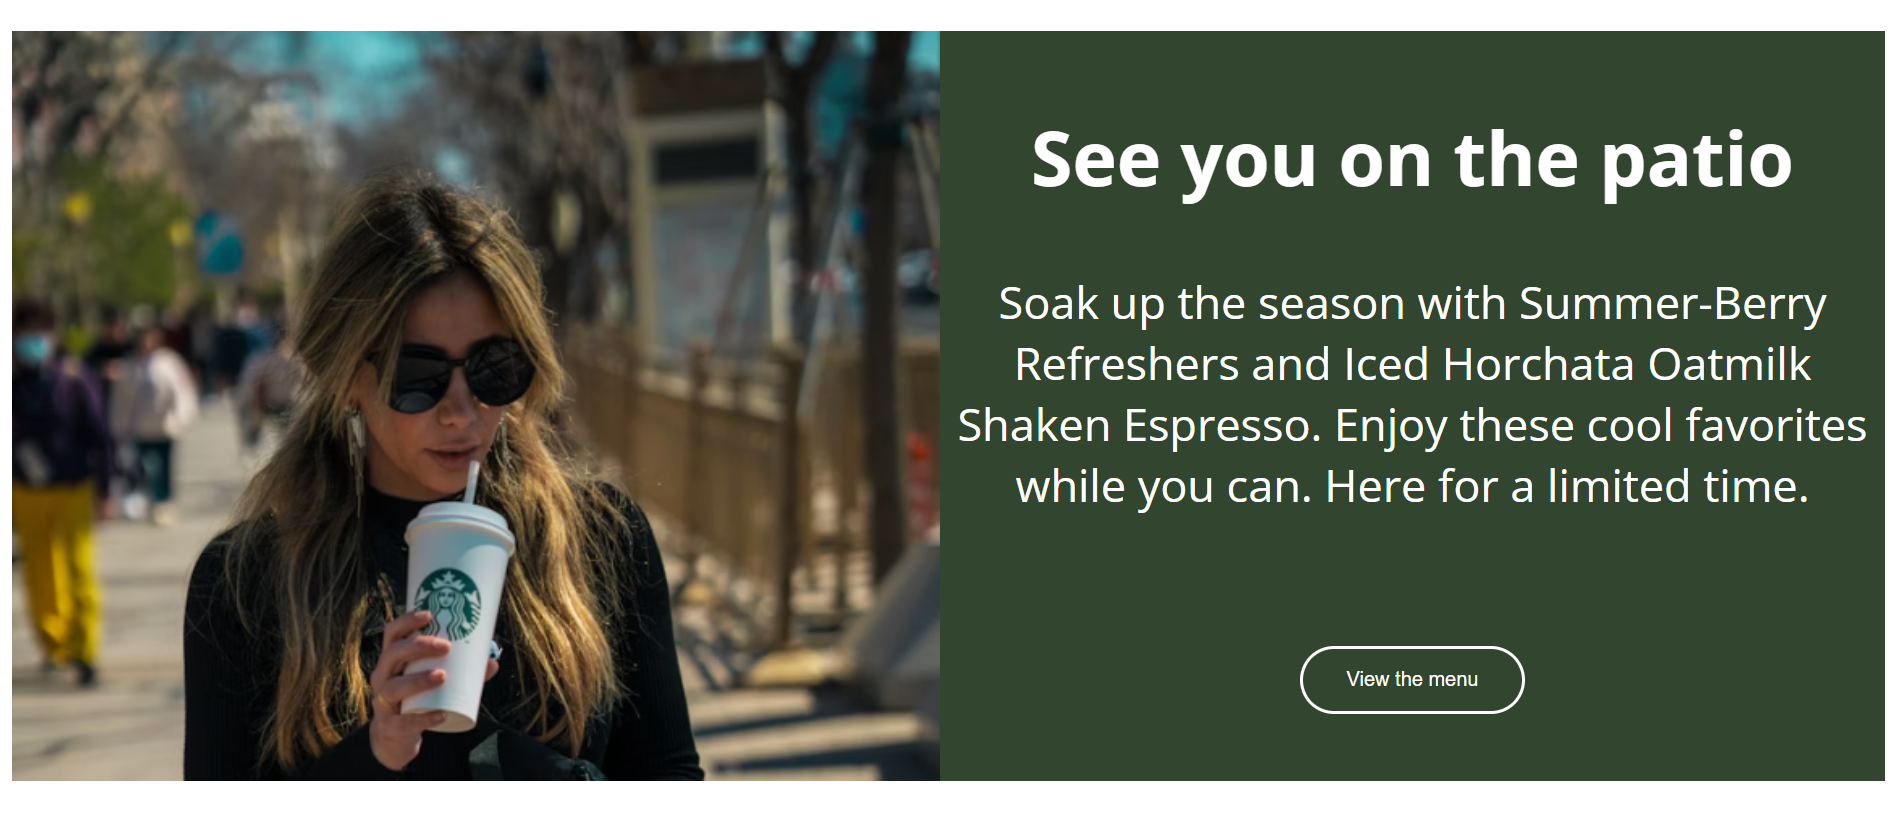 See you on the patio
Soak up the season with Summer-Berry
Refreshers and Iced Horchata Oatmilk
Shaken Espresso. Enjoy these cool favorites
while you can. Here for a limited time.
View the menu